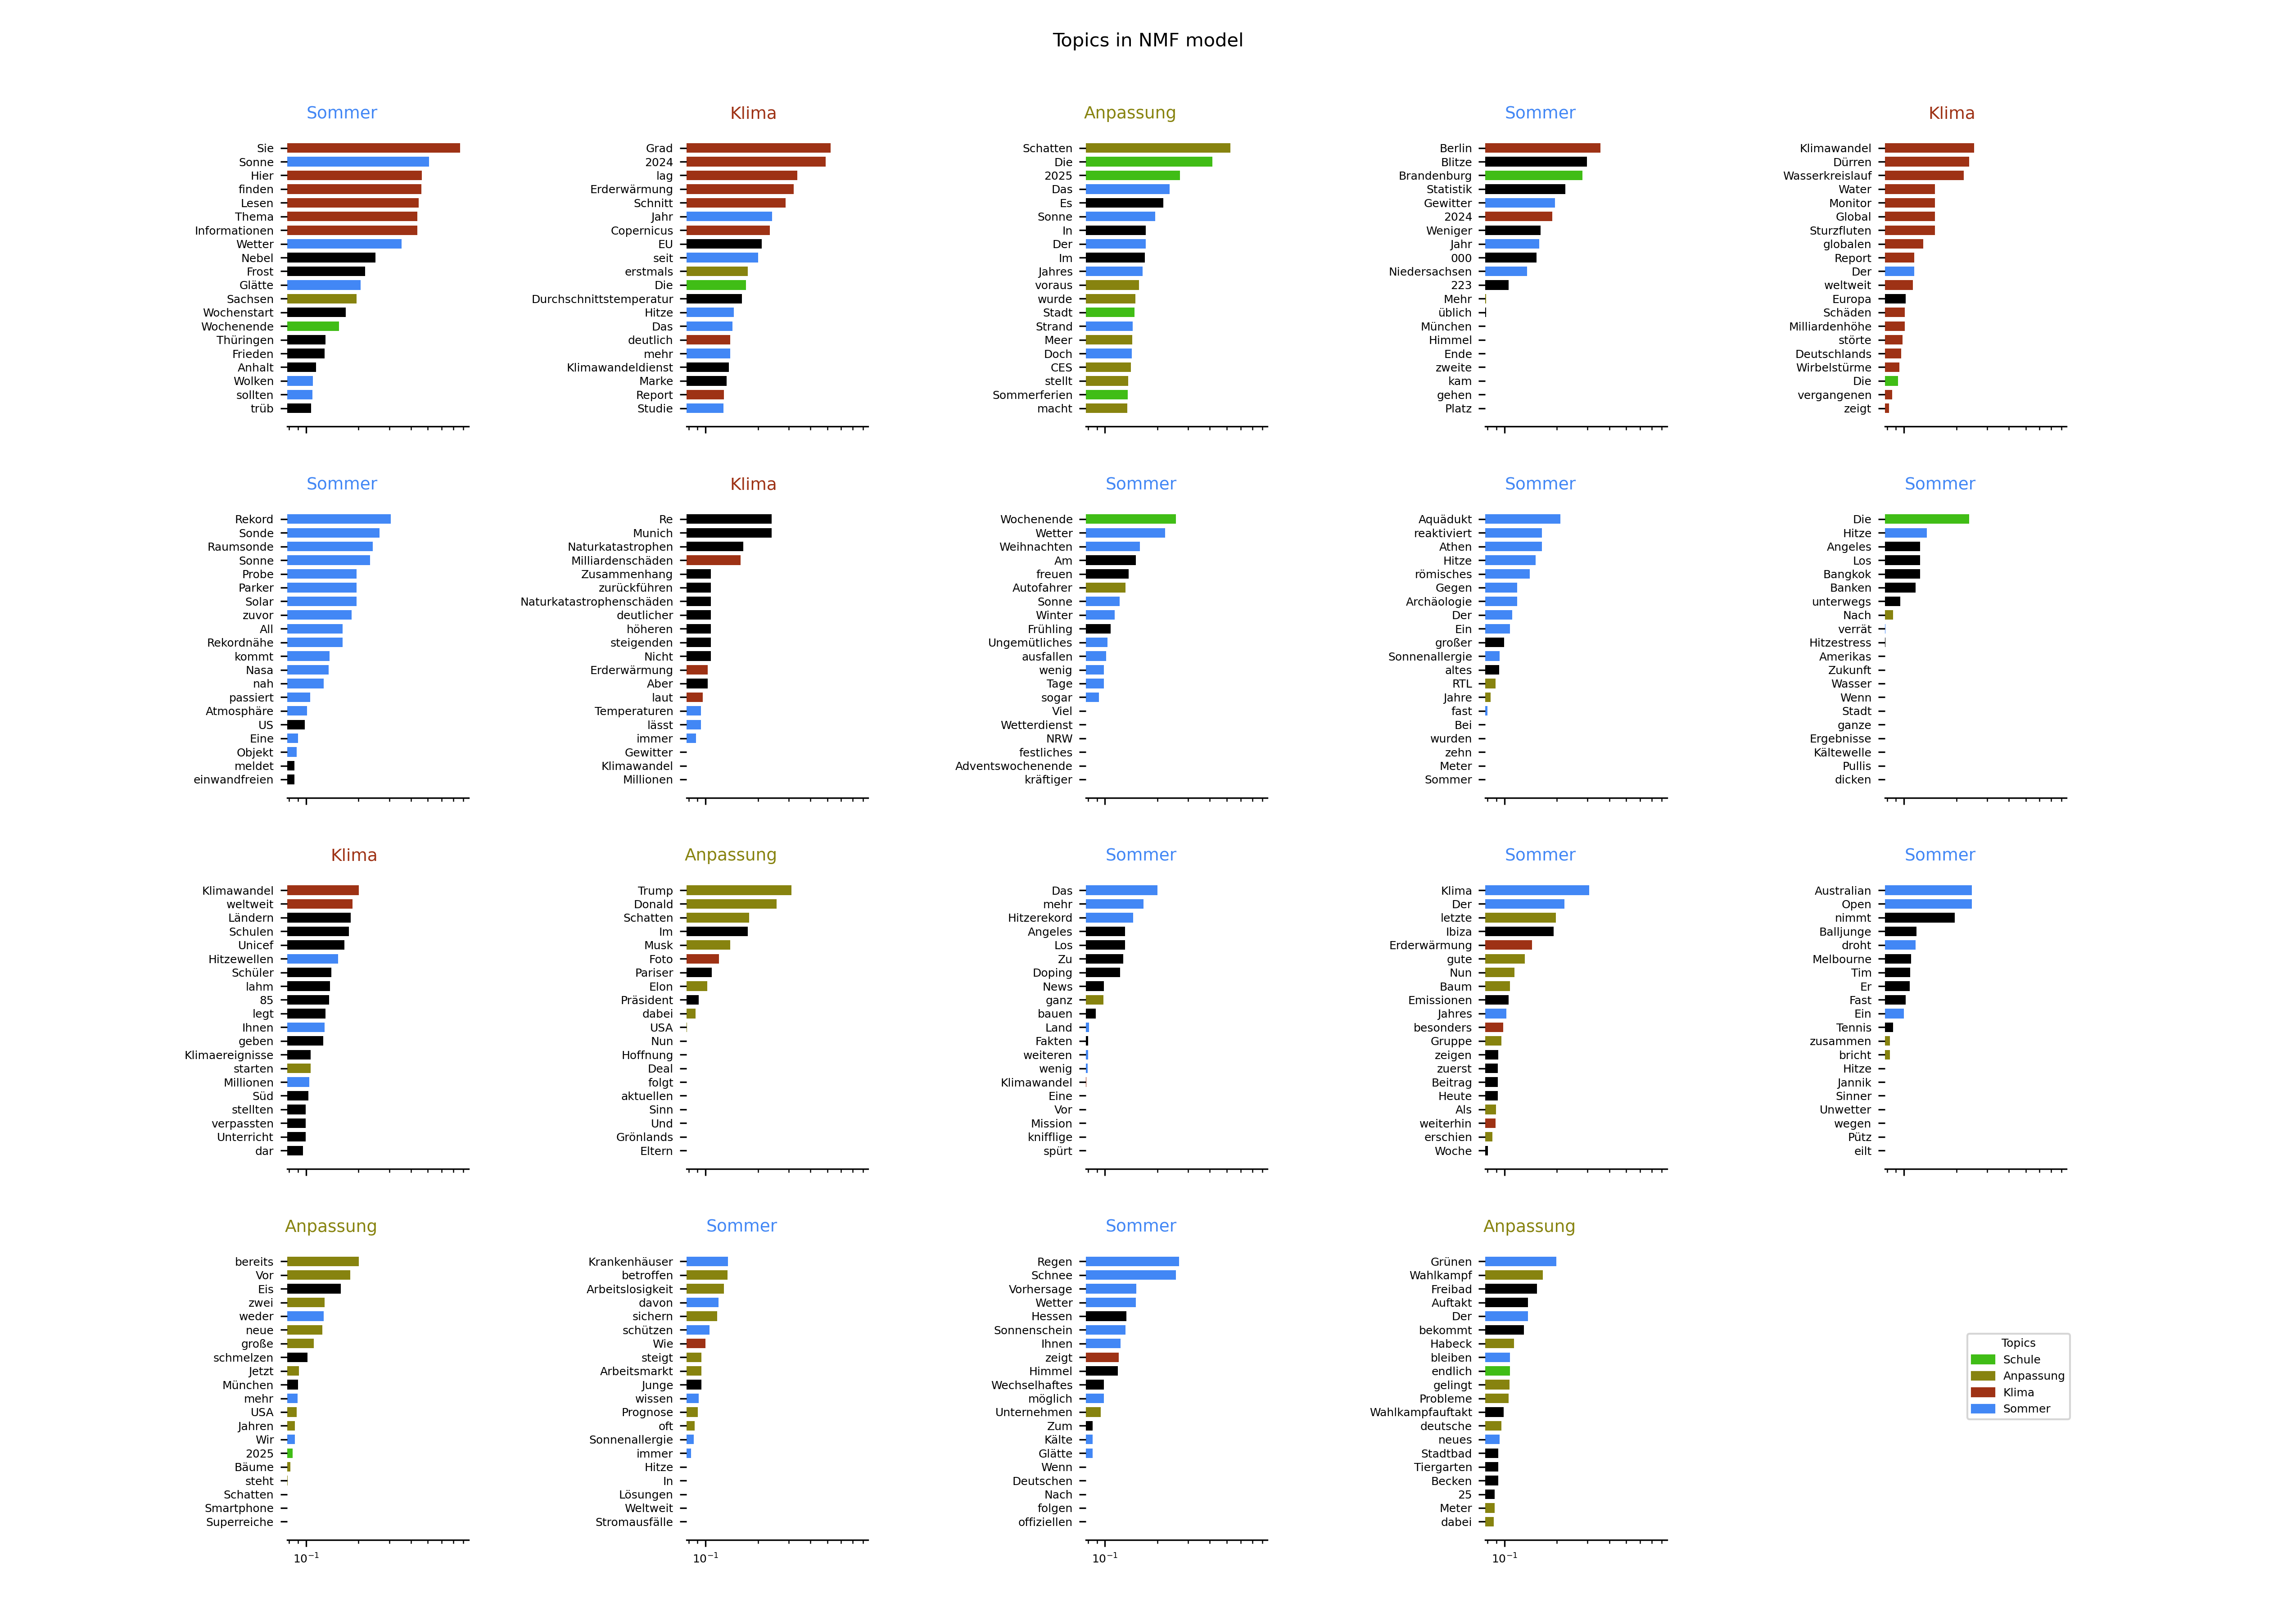 Topics in NMF model
Sommer
Sie
Sonne
Hier
finden
Lesen
Thema
Informationen
Wetter
Nebel
Frost
Glätte
Sachsen
Wochenstart
Wochenende
Thüringen
Frieden
Anhalt
Wolken
sollten
trüb
Klima
Grad
2024
lag
Erderwärmung
Schnitt
Jahr
Copernicus
EU
seit
erstmals
Die
Durchschnittstemperatur
Hitze
Das
deutlich
mehr
Klimawandeldienst
Marke
Report
Studie
Anpassung
Schatten
Die
2025
Das
Es
Sonne
In
Der
Im
Jahres
voraus
wurde
Stadt
Strand
Meer
Doch
CES
stellt
Sommerferien
macht
Sommer
Berlin
Blitze
Brandenburg
Statistik
Gewitter
2024
Weniger
Jahr
000
Niedersachsen
223
Mehr
üblich
München
Himmel
Ende
zweite
kam
gehen
Platz
Klima
Klimawandel
Dürren
Wasserkreislauf
Water
Monitor
Global
Sturzfluten
globalen
Report
Der
weltweit
Europa
Schäden
Milliardenhöhe
störte
Deutschlands
Wirbelstürme
Die
vergangenen
zeigt
Sommer
Rekord
Sonde
Raumsonde
Sonne
Probe
Parker
Solar
zuvor
All
Rekordnähe
kommt
Nasa
nah
passiert
Atmosphäre
US
Eine
Objekt
meldet
einwandfreien
Klima
Re
Munich
Naturkatastrophen
Milliardenschäden
Zusammenhang
zurückführen
Naturkatastrophenschäden
deutlicher
höheren
steigenden
Nicht
Erderwärmung
Aber
laut
Temperaturen
lässt
immer
Gewitter
Klimawandel
Millionen
Sommer
Wochenende
Wetter
Weihnachten
Am
freuen
Autofahrer
Sonne
Winter
Frühling
Ungemütliches
ausfallen
wenig
Tage
sogar
Viel
Wetterdienst
NRW
festliches
Adventswochenende
kräftiger
Sommer
Aquädukt
reaktiviert
Athen
Hitze
römisches
Gegen
Archäologie
Der
Ein
großer
Sonnenallergie
altes
RTL
Jahre
fast
Bei
wurden
zehn
Meter
Sommer
Sommer
Die
Hitze
Angeles
Los
Bangkok
Banken
unterwegs
Nach
verrät
Hitzestress
Amerikas
Zukunft
Wasser
Wenn
Stadt
ganze
Ergebnisse
Kältewelle
Pullis
dicken
Klima
Klimawandel
weltweit
Ländern
Schulen
Unicef
Hitzewellen
Schüler
lahm
85
legt
Ihnen
geben
Klimaereignisse
starten
Millionen
Süd
stellten
verpassten
Unterricht
dar
Anpassung
Trump
Donald
Schatten
Im
Musk
Foto
Pariser
Elon
Präsident
dabei
USA
Nun
Hoffnung
Deal
folgt
aktuellen
Sinn
Und
Grönlands
Eltern
Sommer
Das
mehr
Hitzerekord
Angeles
Los
Zu
Doping
News
ganz
bauen
Land
Fakten
weiteren
wenig
Klimawandel
Eine
Vor
Mission
knifflige
spürt
Sommer
Klima
Der
letzte
Ibiza
Erderwärmung
gute
Nun
Baum
Emissionen
Jahres
besonders
Gruppe
zeigen
zuerst
Beitrag
Heute
Als
weiterhin
erschien
Woche
Sommer
Australian
Open
nimmt
Balljunge
droht
Melbourne
Tim
Er
Fast
Ein
Tennis
zusammen
bricht
Hitze
Jannik
Sinner
Unwetter
wegen
Pütz
eilt
Anpassung
bereits
Vor
Eis
zwei
weder
neue
große
schmelzen
Jetzt
München
mehr
USA
Jahren
Wir
2025
Bäume
steht
Schatten
Smartphone
Superreiche
10⁻¹
Sommer
Krankenhäuser
betroffen
Arbeitslosigkeit
davon
sichern
schützen
Wie
steigt
Arbeitsmarkt
Junge
wissen
Prognose
oft
Sonnenallergie
immer
Hitze
In
Lösungen
Weltweit
Stromausfälle
10⁻¹
Sommer
Regen
Schnee
Vorhersage
Wetter
Hessen
Sonnenschein
Ihnen
zeigt
Himmel
Wechselhaftes
möglich
Unternehmen
Zum
Kälte
Glätte
Wenn
Deutschen
Nach
folgen
offiziellen
10⁻¹
Anpassung
Grünen
Wahlkampf
Freibad
Auftakt
Der
bekommt
Habeck
bleiben
endlich
gelingt
Probleme
Wahlkampfauftakt
deutsche
neues
Stadtbad
Tiergarten
Becken
25
Meter
dabei
10⁻¹
Topics
Schule
Anpassung
Klima
Sommer